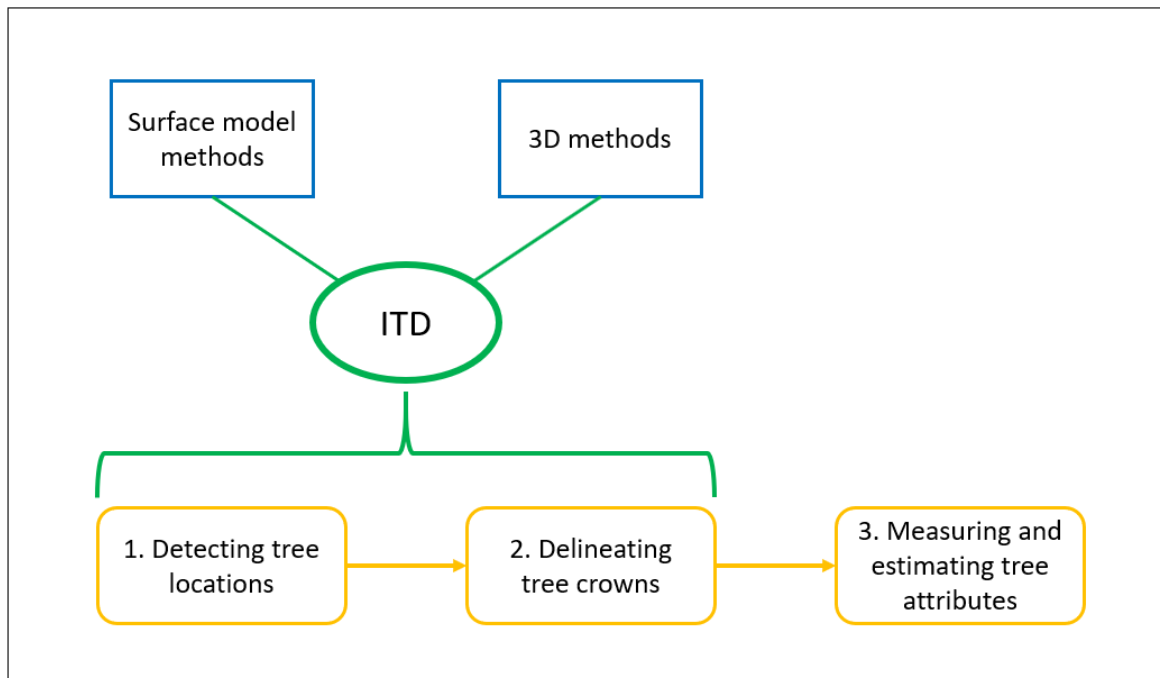 Surface model
methods
3D methods
ITD
1. Detecting tree
locations
2. Delineating
tree crowns
3. Measuring and
estimating tree
attributes